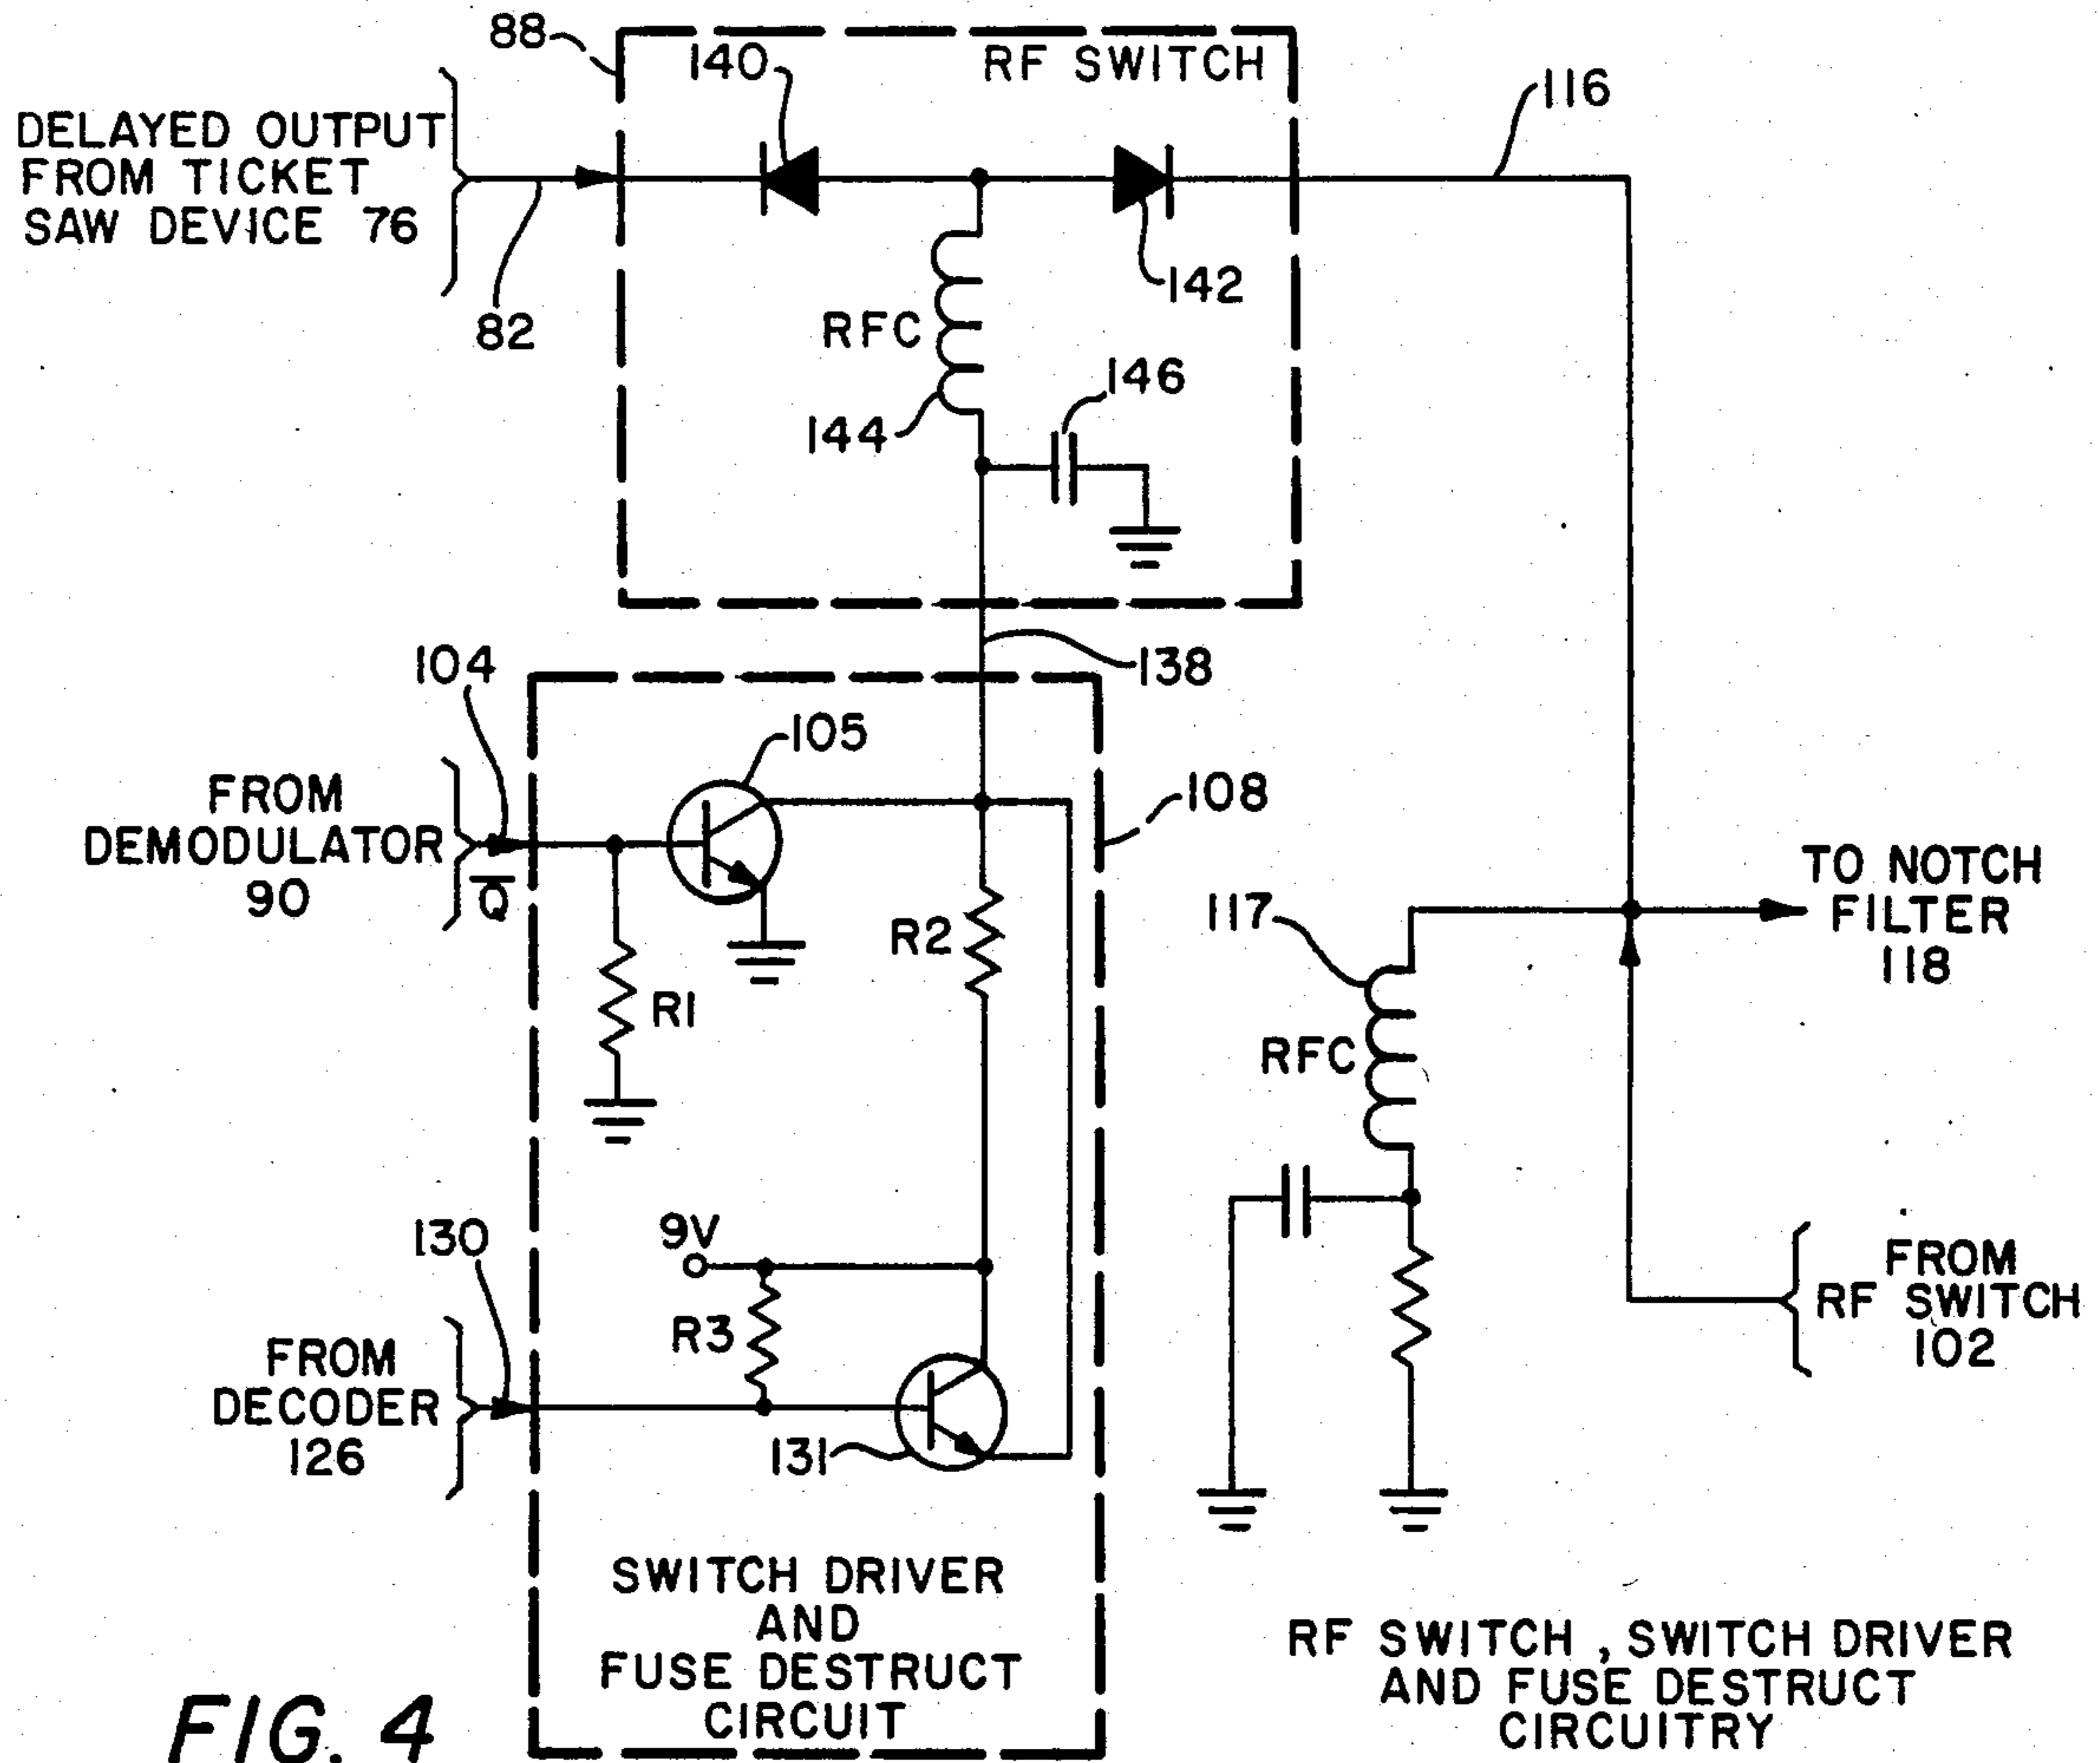 88
140
RF SWITCH
116
DELAYED OUTPUT
FROM TICKET
SAW DEVICE 76
82
142
RFC
146
144
138
104
105
108
FROM
DEMODULATOR
90
Q̅
R1
R2
117
TO NOTCH
FILTER
118
RFC
9V
130
R3
FROM
DECODER
126
131
FROM
RF SWITCH
102
SWITCH DRIVER
AND
FUSE DESTRUCT
CIRCUIT
RF SWITCH , SWITCH DRIVER
AND FUSE DESTRUCT
CIRCUITRY
FIG. 4